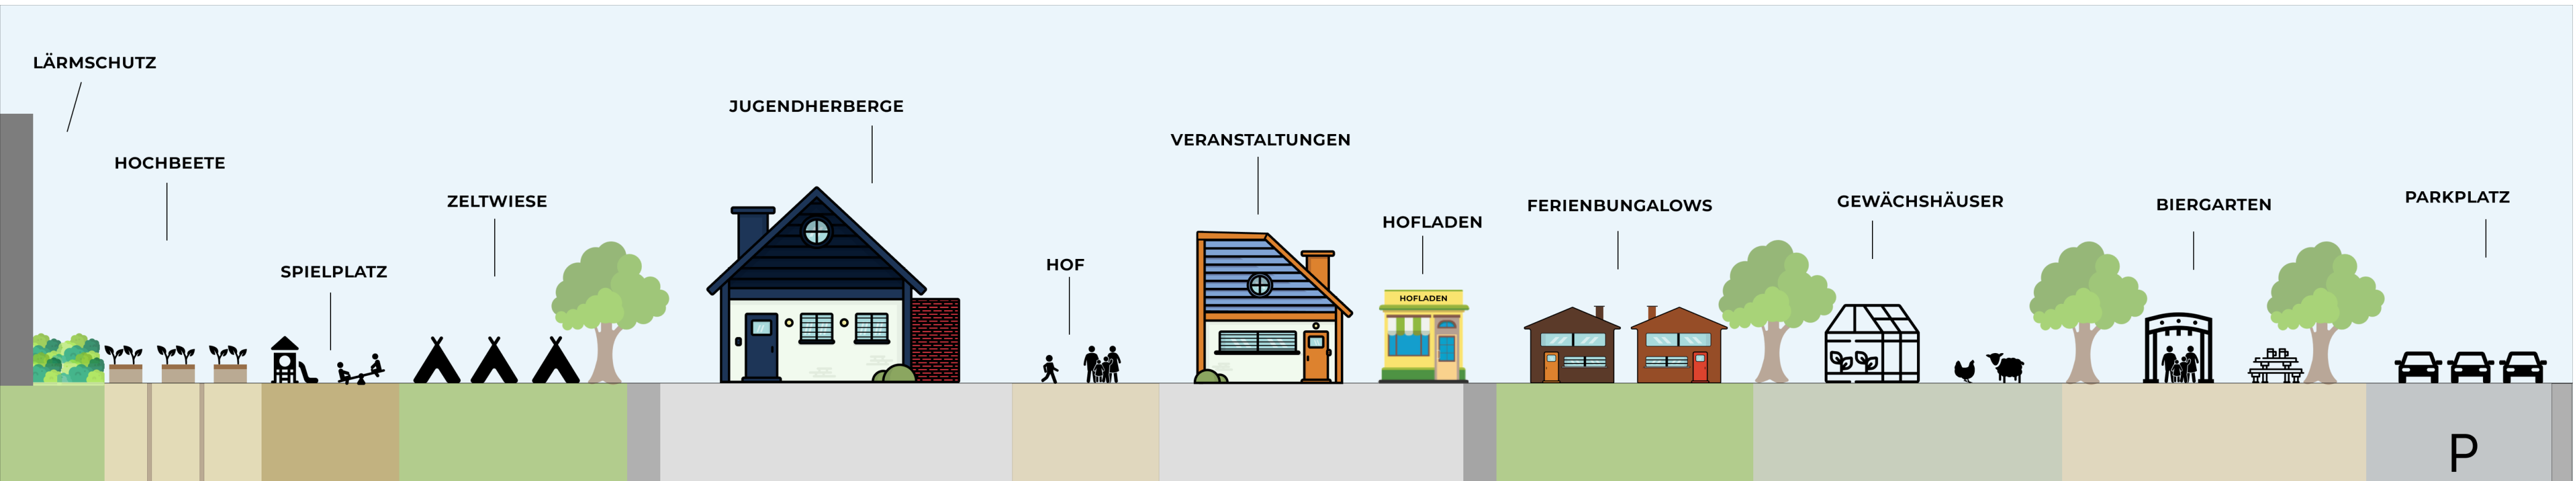 LÄRMSCHUTZ
HOCHBEETE
SPIELPLATZ
ZELTWIESE
JUGENDHERBERGE
HOF
VERANSTALTUNGEN
HOFLADEN
HOFLADEN
FERIENBUNGALOWS
GEWÄCHSHÄUSER
BIERGARTEN
PARKPLATZ
P